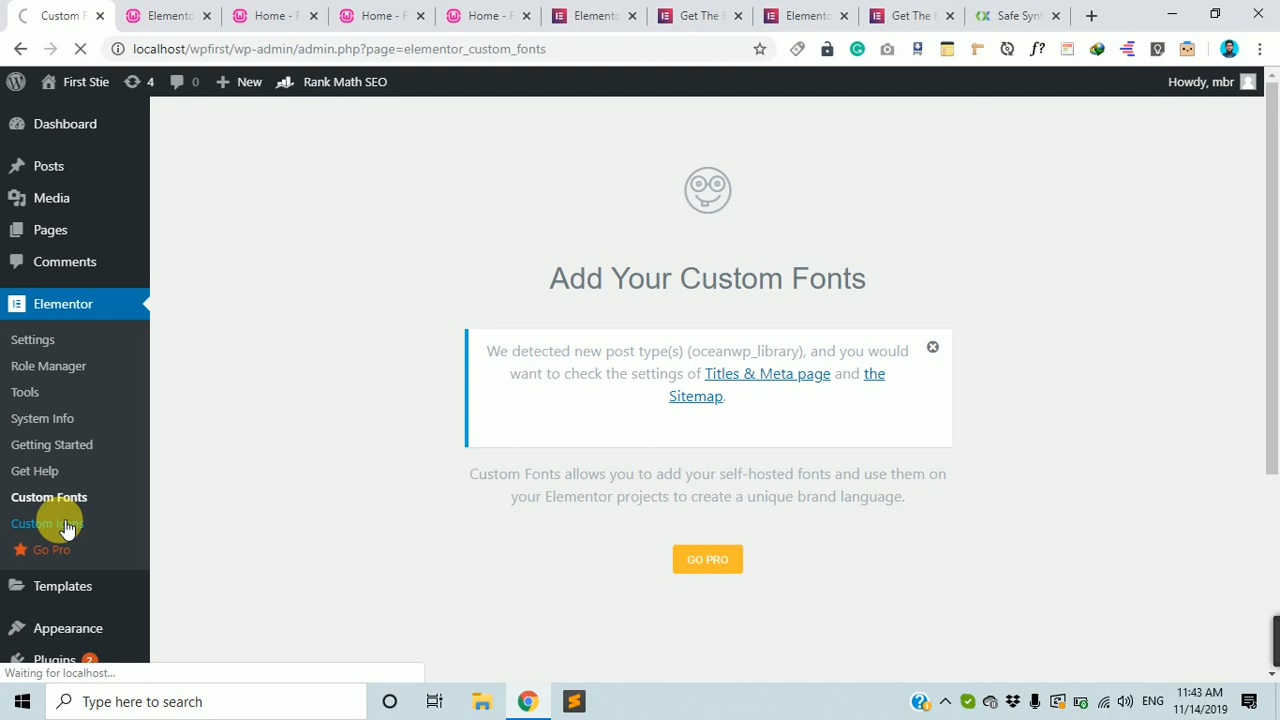 Custom F
Elemento
Home - F
Home - F
Home - F
Elemento
Get The E
Elemento
Get The E
Safe Synt
localhost/wpfirst/wp-admin/admin.php?page=elementor_custom_fonts
First Stie
4
0
New
Rank Math SEO
Howdy, mbr
Dashboard
Posts
Media
Pages
Comments
Elementor
Settings
Role Manager
Tools
System Info
Getting Started
Get Help
Custom Fonts
Custom Icons
Go Pro
Templates
Appearance
Plugins 2
Add Your Custom Fonts
We detected new post type(s) (oceanwp_library), and you would
want to check the settings of Titles & Meta page and the
Sitemap.
Custom Fonts allows you to add your self-hosted fonts and use them on
your Elementor projects to create a unique brand language.
GO PRO
Waiting for localhost...
Type here to search
ENG
11:43 AM
11/14/2019